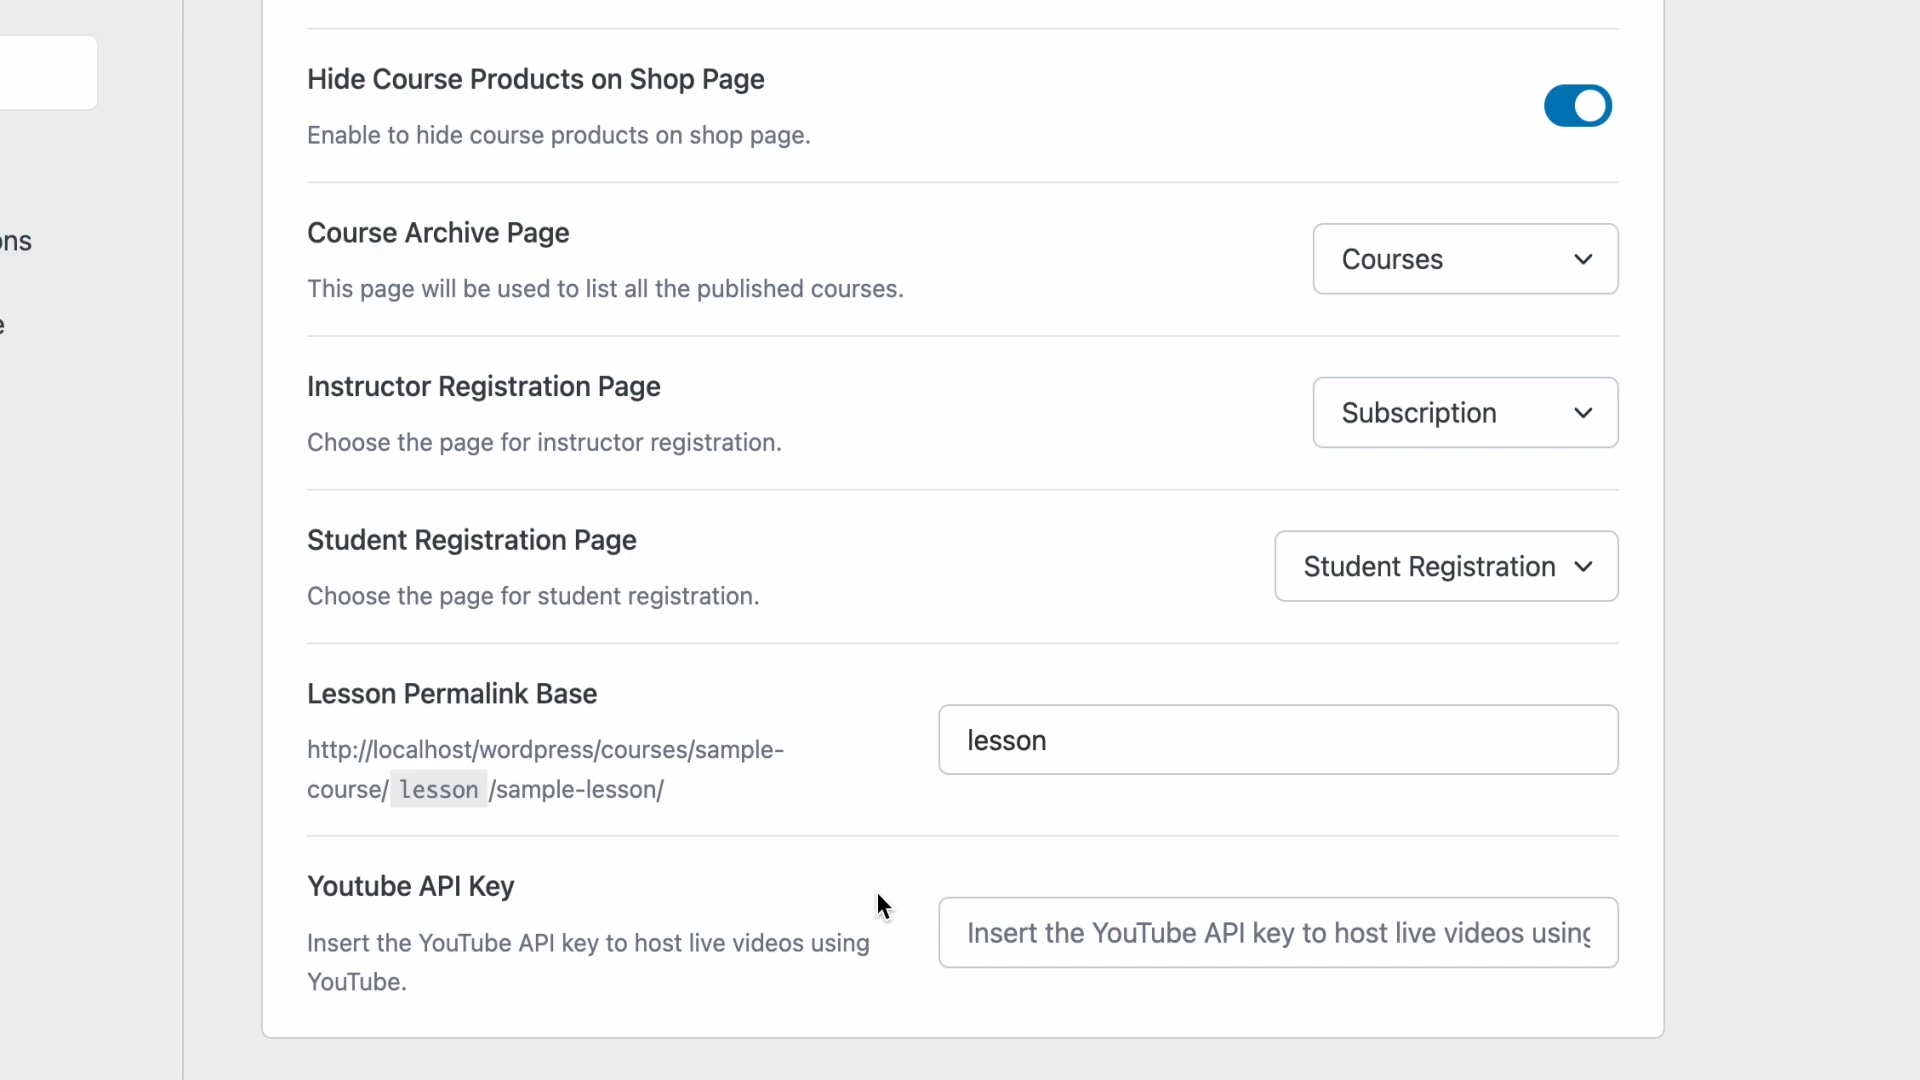 Hide Course Products on Shop Page
Enable to hide course products on shop page.
ons
Course Archive Page
Courses
This page will be used to list all the published courses.
e
Instructor Registration Page
Subscription
Choose the page for instructor registration.
Student Registration Page
Student Registration
Choose the page for student registration.
Lesson Permalink Base
lesson
http://localhost/wordpress/courses/sample-
course/ lesson /sample-lesson/
Youtube API Key
Insert the YouTube API key to host live videos using
Insert the YouTube API key to host live videos using
YouTube.